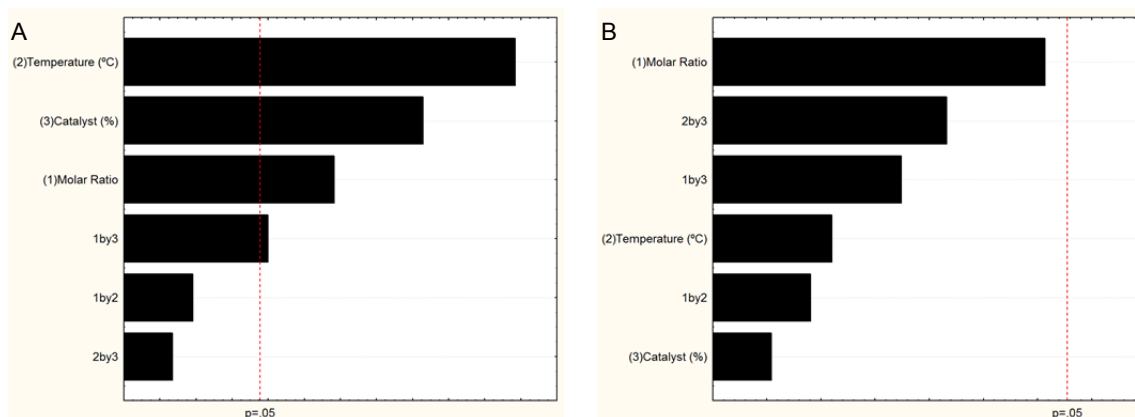 A
(2)Temperature (ºC)
(3)Catalyst (%)
(1)Molar Ratio
1by3
1by2
2by3
p=.05
B
(1)Molar Ratio
2by3
1by3
(2)Temperature (ºC)
1by2
(3)Catalyst (%)
p=.05